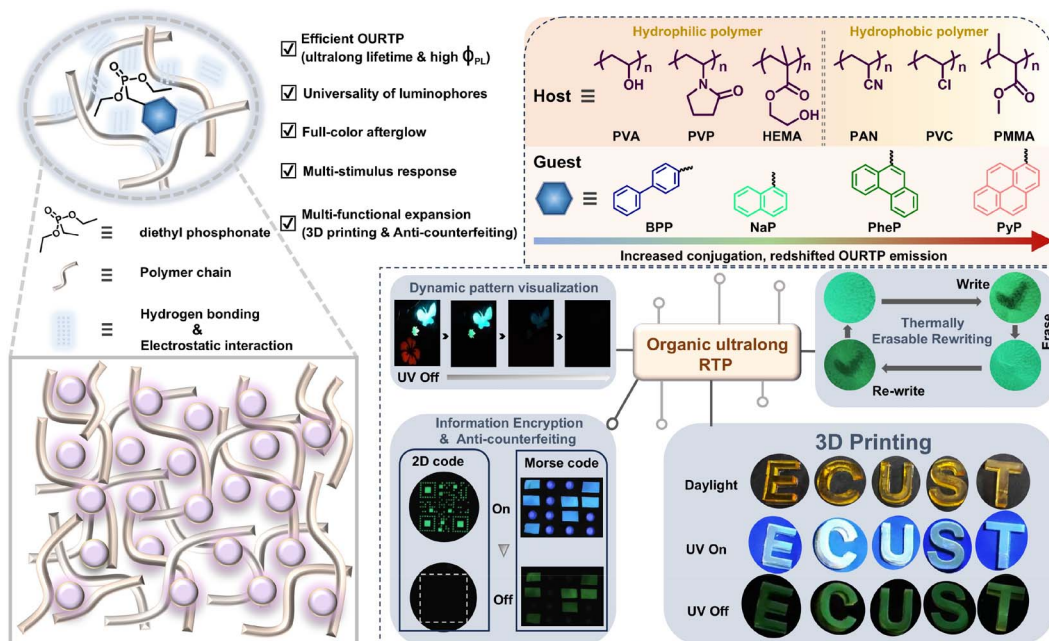 Efficient OURTP
(ultralong lifetime & high ϕPL)
Universality of luminophores
Full-color afterglow
Multi-stimulus response
Multi-functional expansion
(3D printing & Anti-counterfeiting)
O
O
P
O
O
O
P
O
≡
diethyl phosphonate
≡
Polymer chain
≡
Hydrogen bonding
&
Electrostatic interaction
Hydrophilic polymer
Hydrophobic polymer
Host ≡
n
OH
PVA
n
N
O
PVP
n
O
O
OH
HEMA
n
CN
PAN
n
Cl
PVC
n
O
O
PMMA
Guest
≡
BPP
NaP
PheP
PyP
Increased conjugation, redshifted OURTP emission
Dynamic pattern visualization
UV Off
Organic ultralong
RTP
Write
Thermally
Erasable Rewriting
Erase
Re-write
Information Encryption
& Anti-counterfeiting
2D code
Morse code
On
Off
3D Printing
Daylight
E C U S T
UV On
E C U S T
UV Off
E C U S T